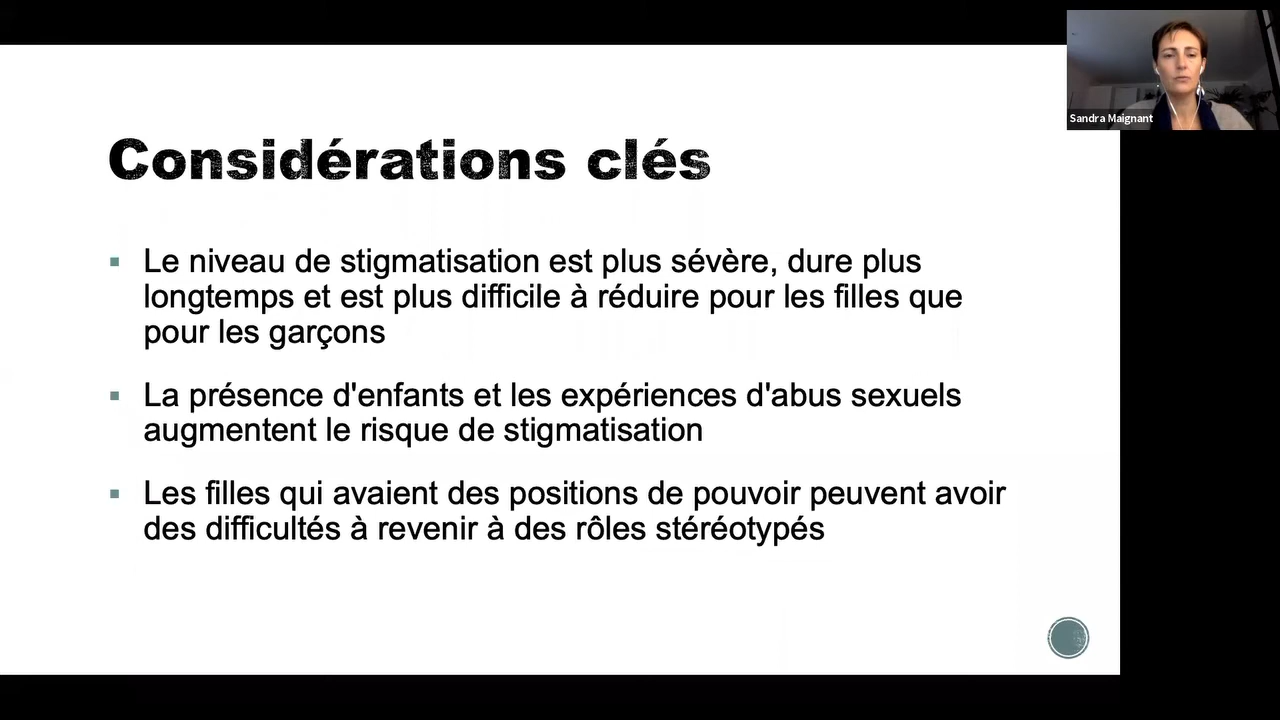 Sandra Maignant
Considérations clés
Le niveau de stigmatisation est plus sévère, dure plus
longtemps et est plus difficile à réduire pour les filles que
pour les garçons
La présence d'enfants et les expériences d'abus sexuels
augmentent le risque de stigmatisation
Les filles qui avaient des positions de pouvoir peuvent avoir
des difficultés à revenir à des rôles stéréotypés